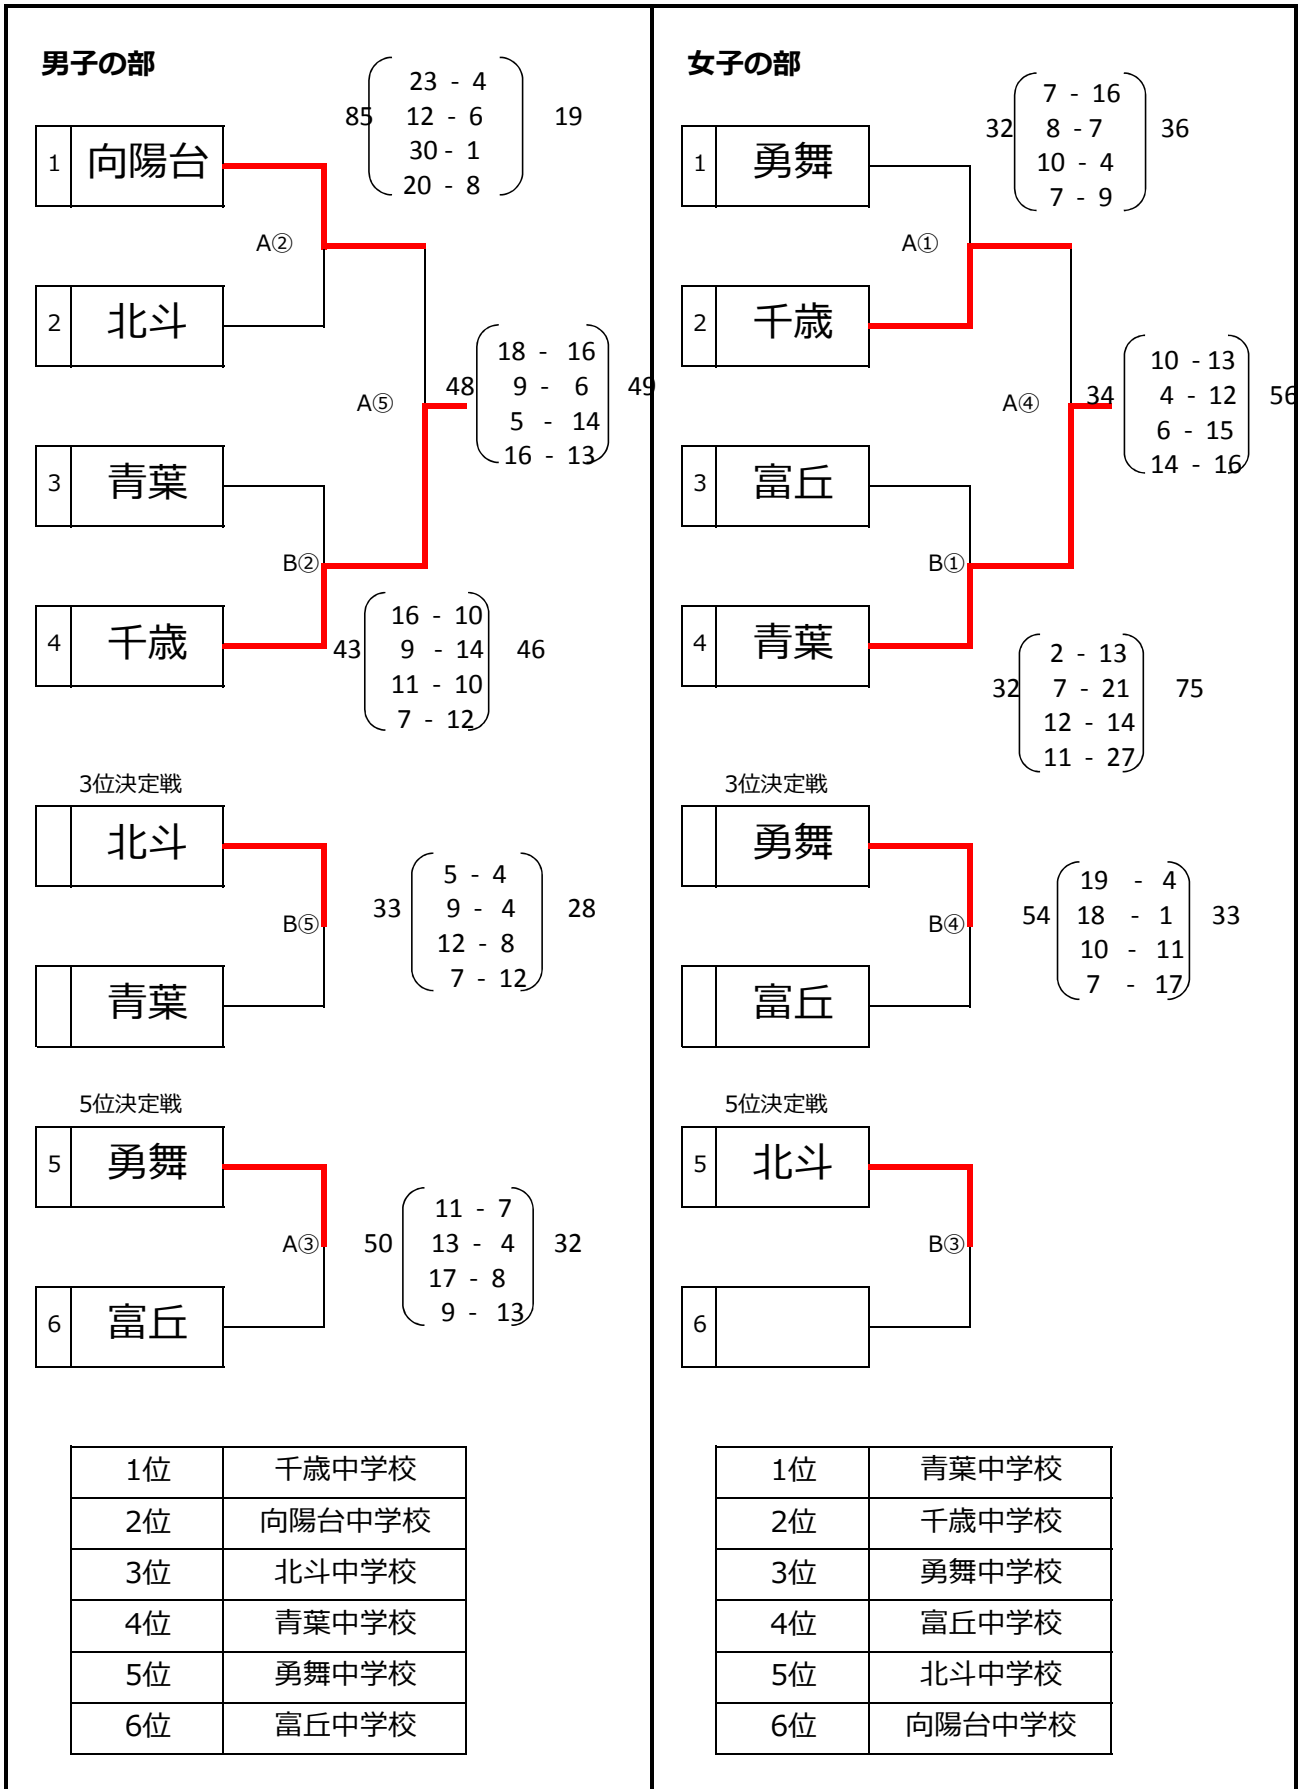 男子の部
23 - 4
85 12 - 6 19
30 - 1
20 - 8
1 向陽台
A②
2 北斗
18 - 16
48 9 - 6 49
5 - 14
16 - 13
A⑤
3 青葉
B②
4 千歳
16 - 10
43 9 - 14 46
11 - 10
7 - 12
3位決定戦
北斗
5 - 4
33 9 - 4 28
12 - 8
7 - 12
B⑤
青葉
5位決定戦
5 勇舞
11 - 7
50 13 - 4 32
17 - 8
9 - 13
A③
6 富丘
1位 千歳中学校
2位 向陽台中学校
3位 北斗中学校
4位 青葉中学校
5位 勇舞中学校
6位 富丘中学校
女子の部
7 - 16
32 8 - 7 36
10 - 4
7 - 9
1 勇舞
A①
2 千歳
10 - 13
34 4 - 12 56
6 - 15
14 - 16
A④
3 富丘
B①
4 青葉
2 - 13
32 7 - 21 75
12 - 14
11 - 27
3位決定戦
勇舞
19 - 4
54 18 - 1 33
10 - 11
7 - 17
B④
富丘
5位決定戦
5 北斗
B③
6
1位 青葉中学校
2位 千歳中学校
3位 勇舞中学校
4位 富丘中学校
5位 北斗中学校
6位 向陽台中学校